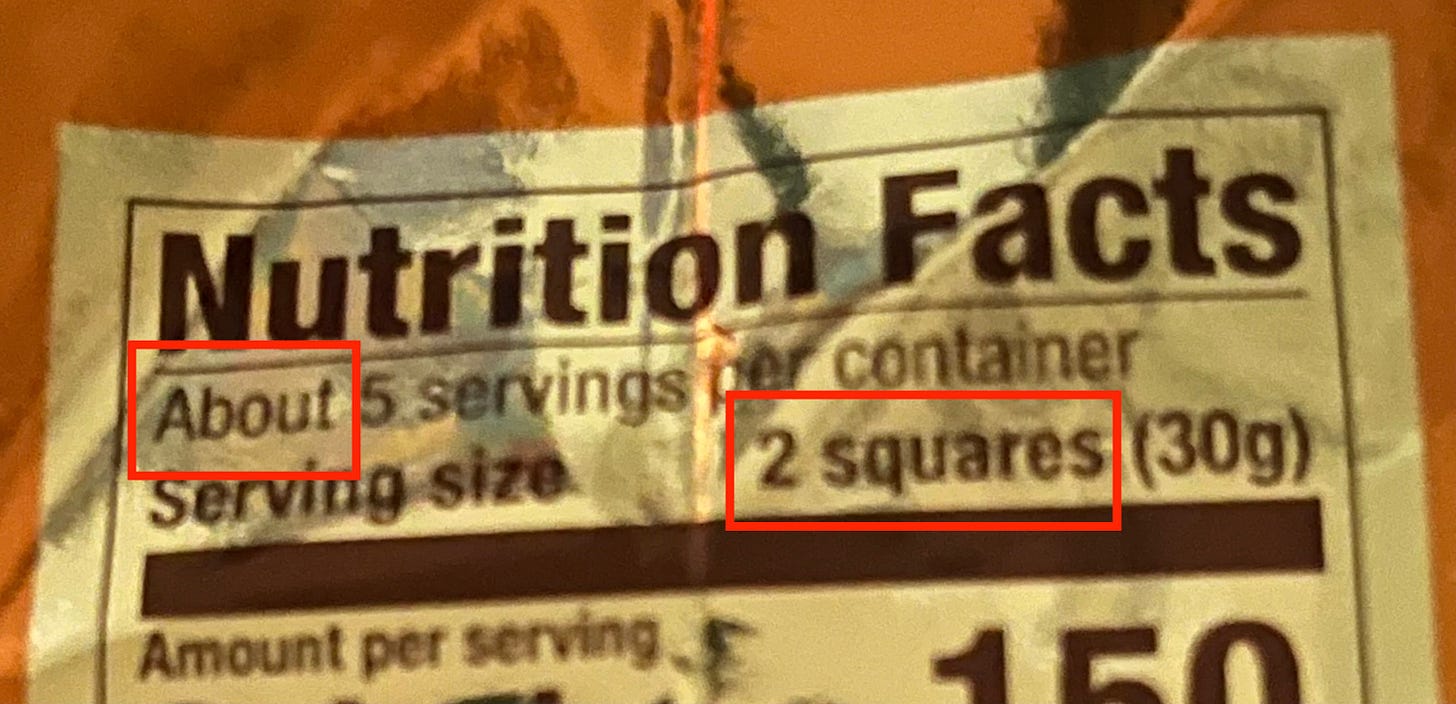 Nutrition Facts
About 5 servings per container
Serving size 2 squares (30g)
Amount per serving
150